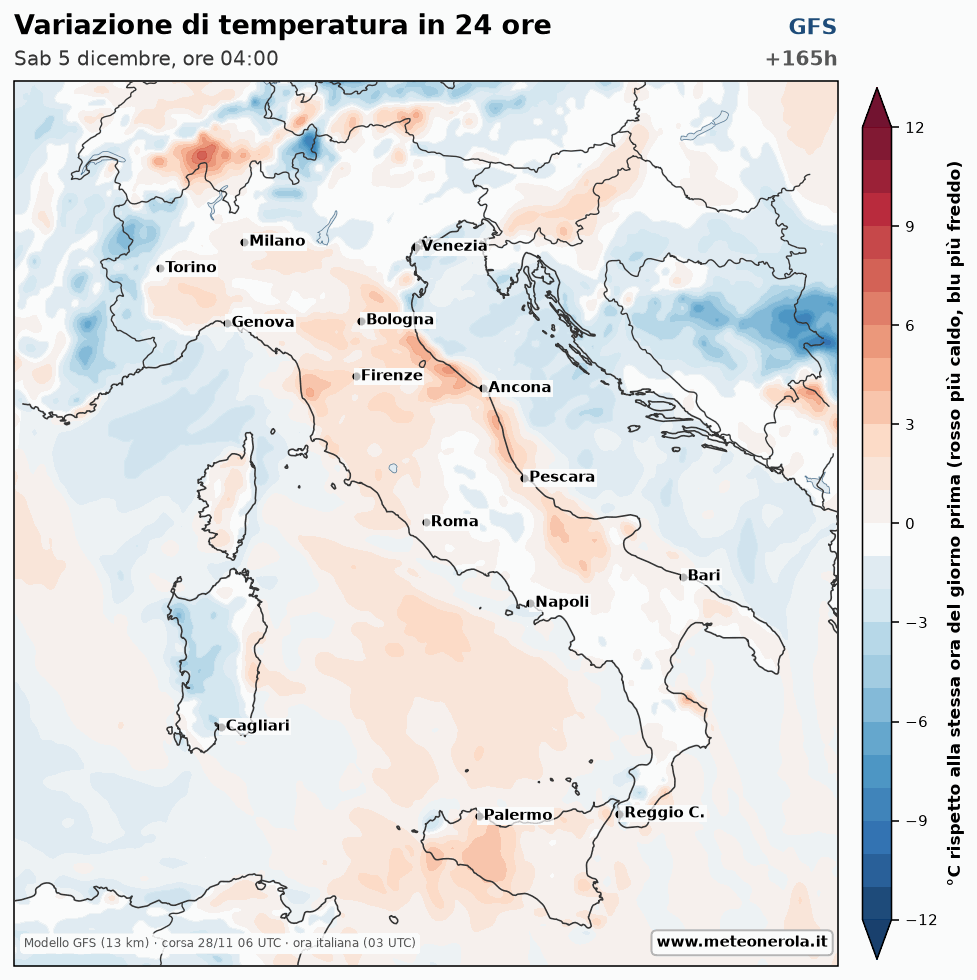 Variazione di temperatura in 24 ore
GFS
Sab 5 dicembre, ore 04:00
+165h
Milano
Venezia
Torino
Genova
Bologna
Firenze
Ancona
Pescara
Roma
Bari
Napoli
Cagliari
Palermo
Reggio C.
12
9
6
3
0
−3
−6
−9
−12
°C rispetto alla stessa ora del giorno prima (rosso più caldo, blu più freddo)
Modello GFS (13 km) · corsa 28/11 06 UTC · ora italiana (03 UTC)
www.meteonerola.it